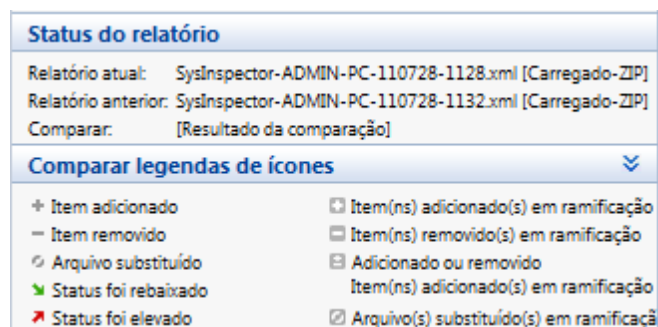 Status do relatório
Relatório atual: SysInspector-ADMIN-PC-110728-1128.xml [Carregado-ZIP]
Relatório anterior: SysInspector-ADMIN-PC-110728-1132.xml [Carregado-ZIP]
Comparar: [Resultado da comparação]
Comparar legendas de ícones
Item adicionado
Item(ns) adicionado(s) em ramificação
Item removido
Item(ns) removido(s) em ramificação
Arquivo substituído
Adicionado ou removido
Item(ns) adicionado(s) em ramificação
Status foi rebaixado
Status foi elevado
Arquivo(s) substituído(s) em ramificaçã